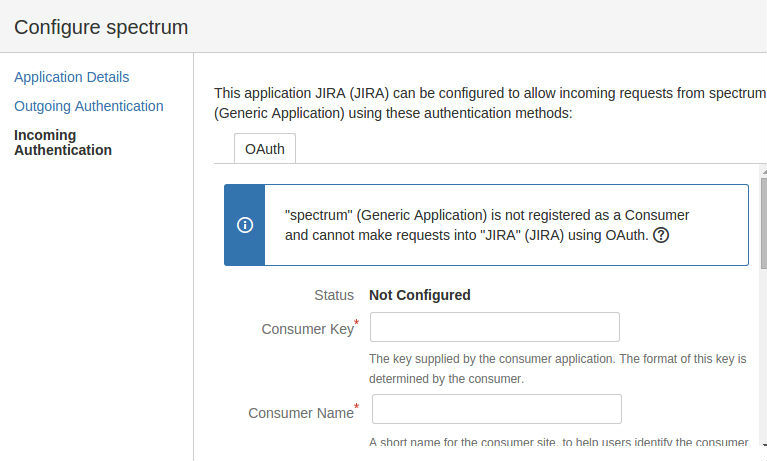 Configure spectrum
Application Details
Outgoing Authentication
Incoming
Authentication
This application JIRA (JIRA) can be configured to allow incoming requests from spectrum
(Generic Application) using these authentication methods:
OAuth
"spectrum" (Generic Application) is not registered as a Consumer
and cannot make requests into "JIRA" (JIRA) using OAuth.
Status Not Configured
Consumer Key*
The key supplied by the consumer application. The format of this key is
determined by the consumer.
Consumer Name*
A short name for the consumer site, to help users identify the consumer